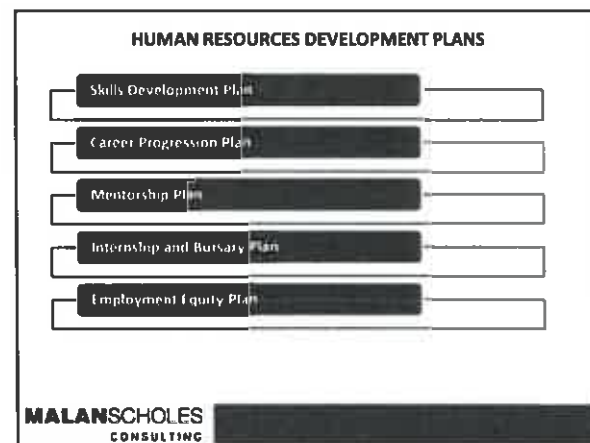 HUMAN RESOURCES DEVELOPMENT PLANS
Skills Development Plan
Career Progression Plan
Mentorship Plan
Internship and Bursary Plan
Employment Equity Plan
MALANSCHOLES
CONSULTING